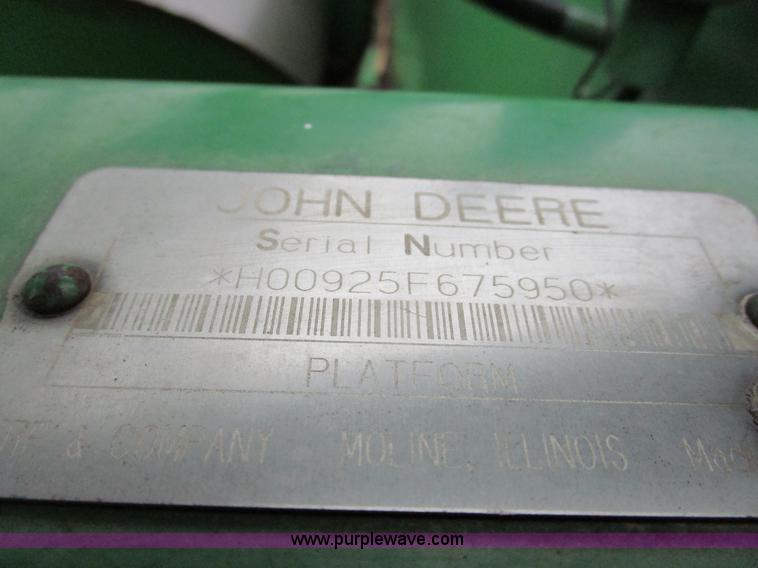 JOHN DEERE
Serial Number
*H00925F675950*
PLATFORM
& COMPANY MOLINE, ILLINOIS
www.purplewave.com